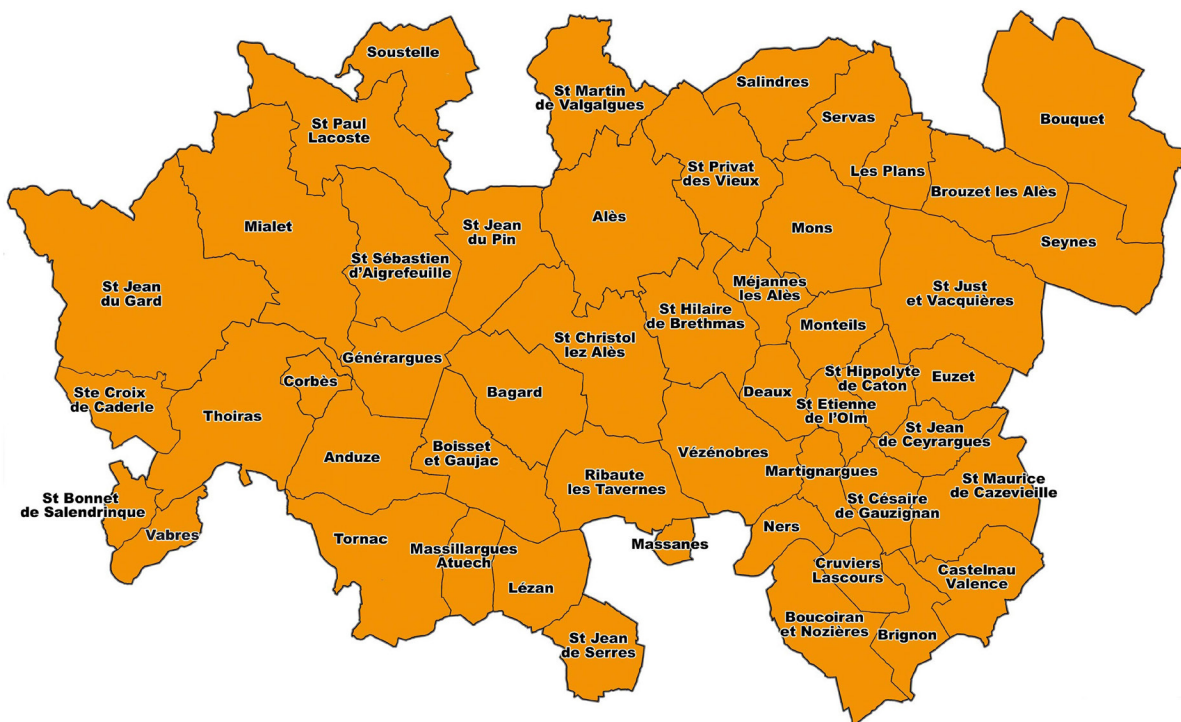 Soustelle
St Martin
de Valgalgues
Salindres
Servas
Bouquet
St Paul
Lacoste
St Privat
des Vieux
Les Plans
Brouzet les Alès
Mialet
St Jean
du Pin
Alès
Mons
Seynes
St Sébastien
d'Aigrefeuille
St Jean
du Gard
Méjannes
les Alès
St Just
et Vacquières
St Hilaire
de Brethmas
Monteils
St Christol
lez Alès
Générargues
Corbès
Ste Croix
de Caderle
Thoiras
Bagard
Deaux
St Hippolyte
de Caton
Euzet
St Etienne
de l'Olm
St Jean
de Ceyrargues
Anduze
Boisset
et Gaujac
Vézénobres
Ribaute
les Tavernes
Martignargues
St Maurice
de Cazevieille
St Bonnet
de Salendrinque
St Césaire
de Gauzignan
Vabres
Tornac
Massillargues
Atuech
Massanes
Ners
Lézan
Cruviers
Lascours
Castelnau
Valence
St Jean
de Serres
Boucoiran
et Nozières
Brignon